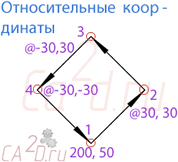 Относительные коор -
динаты
3
@-30,30
4
@-30,-30
2
@30, 30
1
200, 50
CA2D.ru